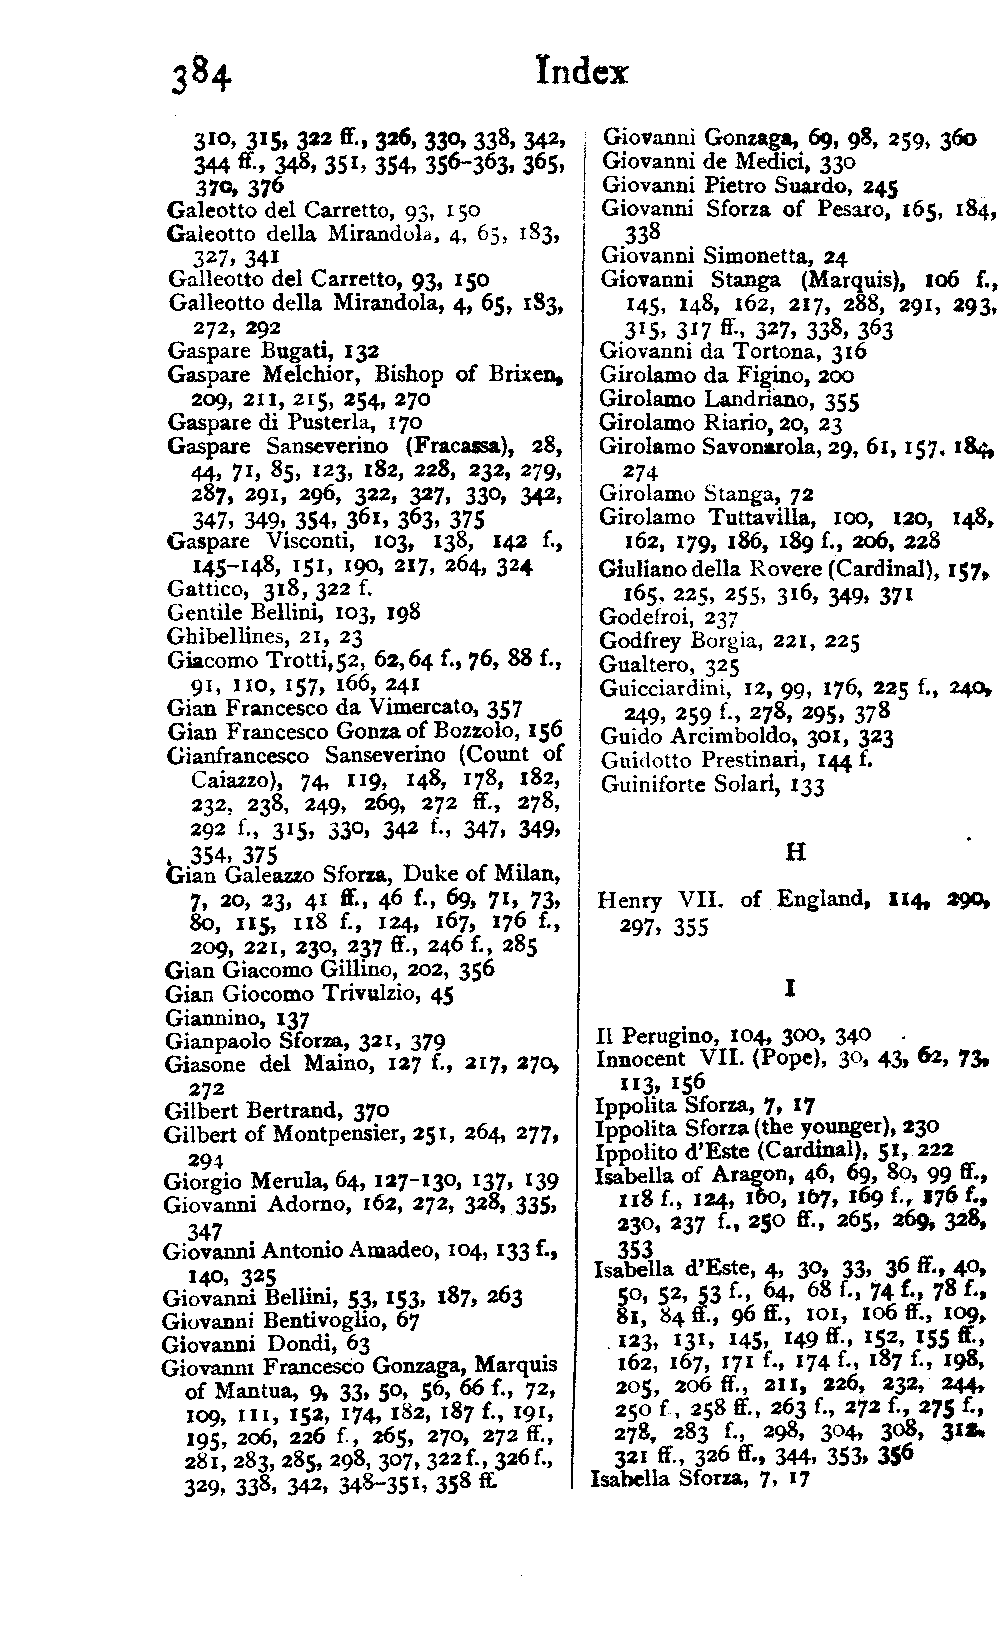 384 Index
310, 315, 322 ff., 326, 330, 338, 342,
344 ff., 348, 351, 354, 356-363, 365,
370, 376
Galeotto del Carretto, 93, 150
Galeotto della Mirandola, 4, 65, 183,
327, 341
Galleotto del Carretto, 93, 150
Galleotto della Mirandola, 4, 65, 183,
272, 292
Gaspare Bugati, 132
Gaspare Melchior, Bishop of Brixen,
209, 211, 215, 254, 270
Gaspare di Pusterla, 170
Gaspare Sanseverino (Fracassa), 28,
44, 71, 85, 123, 182, 228, 232, 279,
287, 291, 296, 322, 327, 330, 342,
347, 349, 354, 361, 363, 375
Gaspare Visconti, 103, 138, 142 f.,
145-148, 151, 190, 217, 264, 324
Gattico, 318, 322 f.
Gentile Bellini, 103, 198
Ghibellines, 21, 23
Giacomo Trotti, 52, 62, 64 f., 76, 88 f.,
91, 110, 157, 166, 241
Gian Francesco da Vimercato, 357
Gian Francesco Gonza of Bozzolo, 156
Gianfrancesco Sanseverino (Count of
Caiazzo), 74, 119, 148, 178, 182,
232, 238, 249, 269, 272 ff., 278,
292 f., 315, 330, 342 f., 347, 349,
354, 375
Gian Galeazzo Sforza, Duke of Milan,
7, 20, 23, 41 ff., 46 f., 69, 71, 73,
80, 115, 118 f., 124, 167, 176 f.,
209, 221, 230, 237 ff., 246 f., 285
Gian Giacomo Gillino, 202, 356
Gian Giocomo Trivulzio, 45
Giannino, 137
Gianpaolo Sforza, 321, 379
Giasone del Maino, 127 f., 217, 270,
272
Gilbert Bertrand, 370
Gilbert of Montpensier, 251, 264, 277,
294
Giorgio Merula, 64, 127-130, 137, 139
Giovanni Adorno, 162, 272, 328, 335,
347
Giovanni Antonio Amadeo, 104, 133 f.,
140, 325
Giovanni Bellini, 53, 153, 187, 263
Giovanni Bentivoglio, 67
Giovanni Dondi, 63
Giovanni Francesco Gonzaga, Marquis
of Mantua, 9, 33, 50, 56, 66 f., 72,
109, 111, 152, 174, 182, 187 f., 191,
195, 206, 226 f., 265, 270, 272 ff.,
281, 283, 285, 298, 307, 322 f., 326 f.,
329, 338, 342, 348-351, 358 ff.
Giovanni Gonzaga, 69, 98, 259, 360
Giovanni de Medici, 330
Giovanni Pietro Suardo, 245
Giovanni Sforza of Pesaro, 165, 184,
338
Giovanni Simonetta, 24
Giovanni Stanga (Marquis), 106 f.,
145, 148, 162, 217, 288, 291, 293,
315, 317 ff., 327, 338, 363
Giovanni da Tortona, 316
Girolamo da Figino, 200
Girolamo Landriano, 355
Girolamo Riario, 20, 23
Girolamo Savonarola, 29, 61, 157, 184,
274
Girolamo Stanga, 72
Girolamo Tuttavilla, 100, 120, 148,
162, 179, 186, 189 f., 206, 228
Giuliano della Rovere (Cardinal), 157,
165, 225, 255, 316, 349, 371
Godefroi, 237
Godfrey Borgia, 221, 225
Gualtero, 325
Guicciardini, 12, 99, 176, 225 f., 240,
249, 259 f., 278, 295, 378
Guido Arcimboldo, 301, 323
Guidotto Prestinari, 144 f.
Guiniforte Solari, 133
H
Henry VII. of England, 114, 290,
297, 355
I
Il Perugino, 104, 300, 340
Innocent VII. (Pope), 30, 43, 62, 73,
113, 156
Ippolita Sforza, 7, 17
Ippolita Sforza (the younger), 230
Ippolito d'Este (Cardinal), 51, 222
Isabella of Aragon, 46, 69, 80, 99 ff.,
118 f., 124, 160, 167, 169 f., 176 f.,
230, 237 f., 250 ff., 265, 269, 328,
353
Isabella d'Este, 4, 30, 33, 36 ff., 40,
50, 52, 53 f., 64, 68 f., 74 f., 78 f.,
81, 84 ff., 96 ff., 101, 106 ff., 109,
123, 131, 145, 149 ff., 152, 155 ff.,
162, 167, 171 f., 174 f., 187 f., 198,
205, 206 ff., 211, 226, 232, 244,
250 f, 258 ff., 263 f., 272 f., 275 f.,
278, 283 f., 298, 304, 308, 312,
321 ff., 326 ff., 344, 353, 356
Isabella Sforza, 7, 17